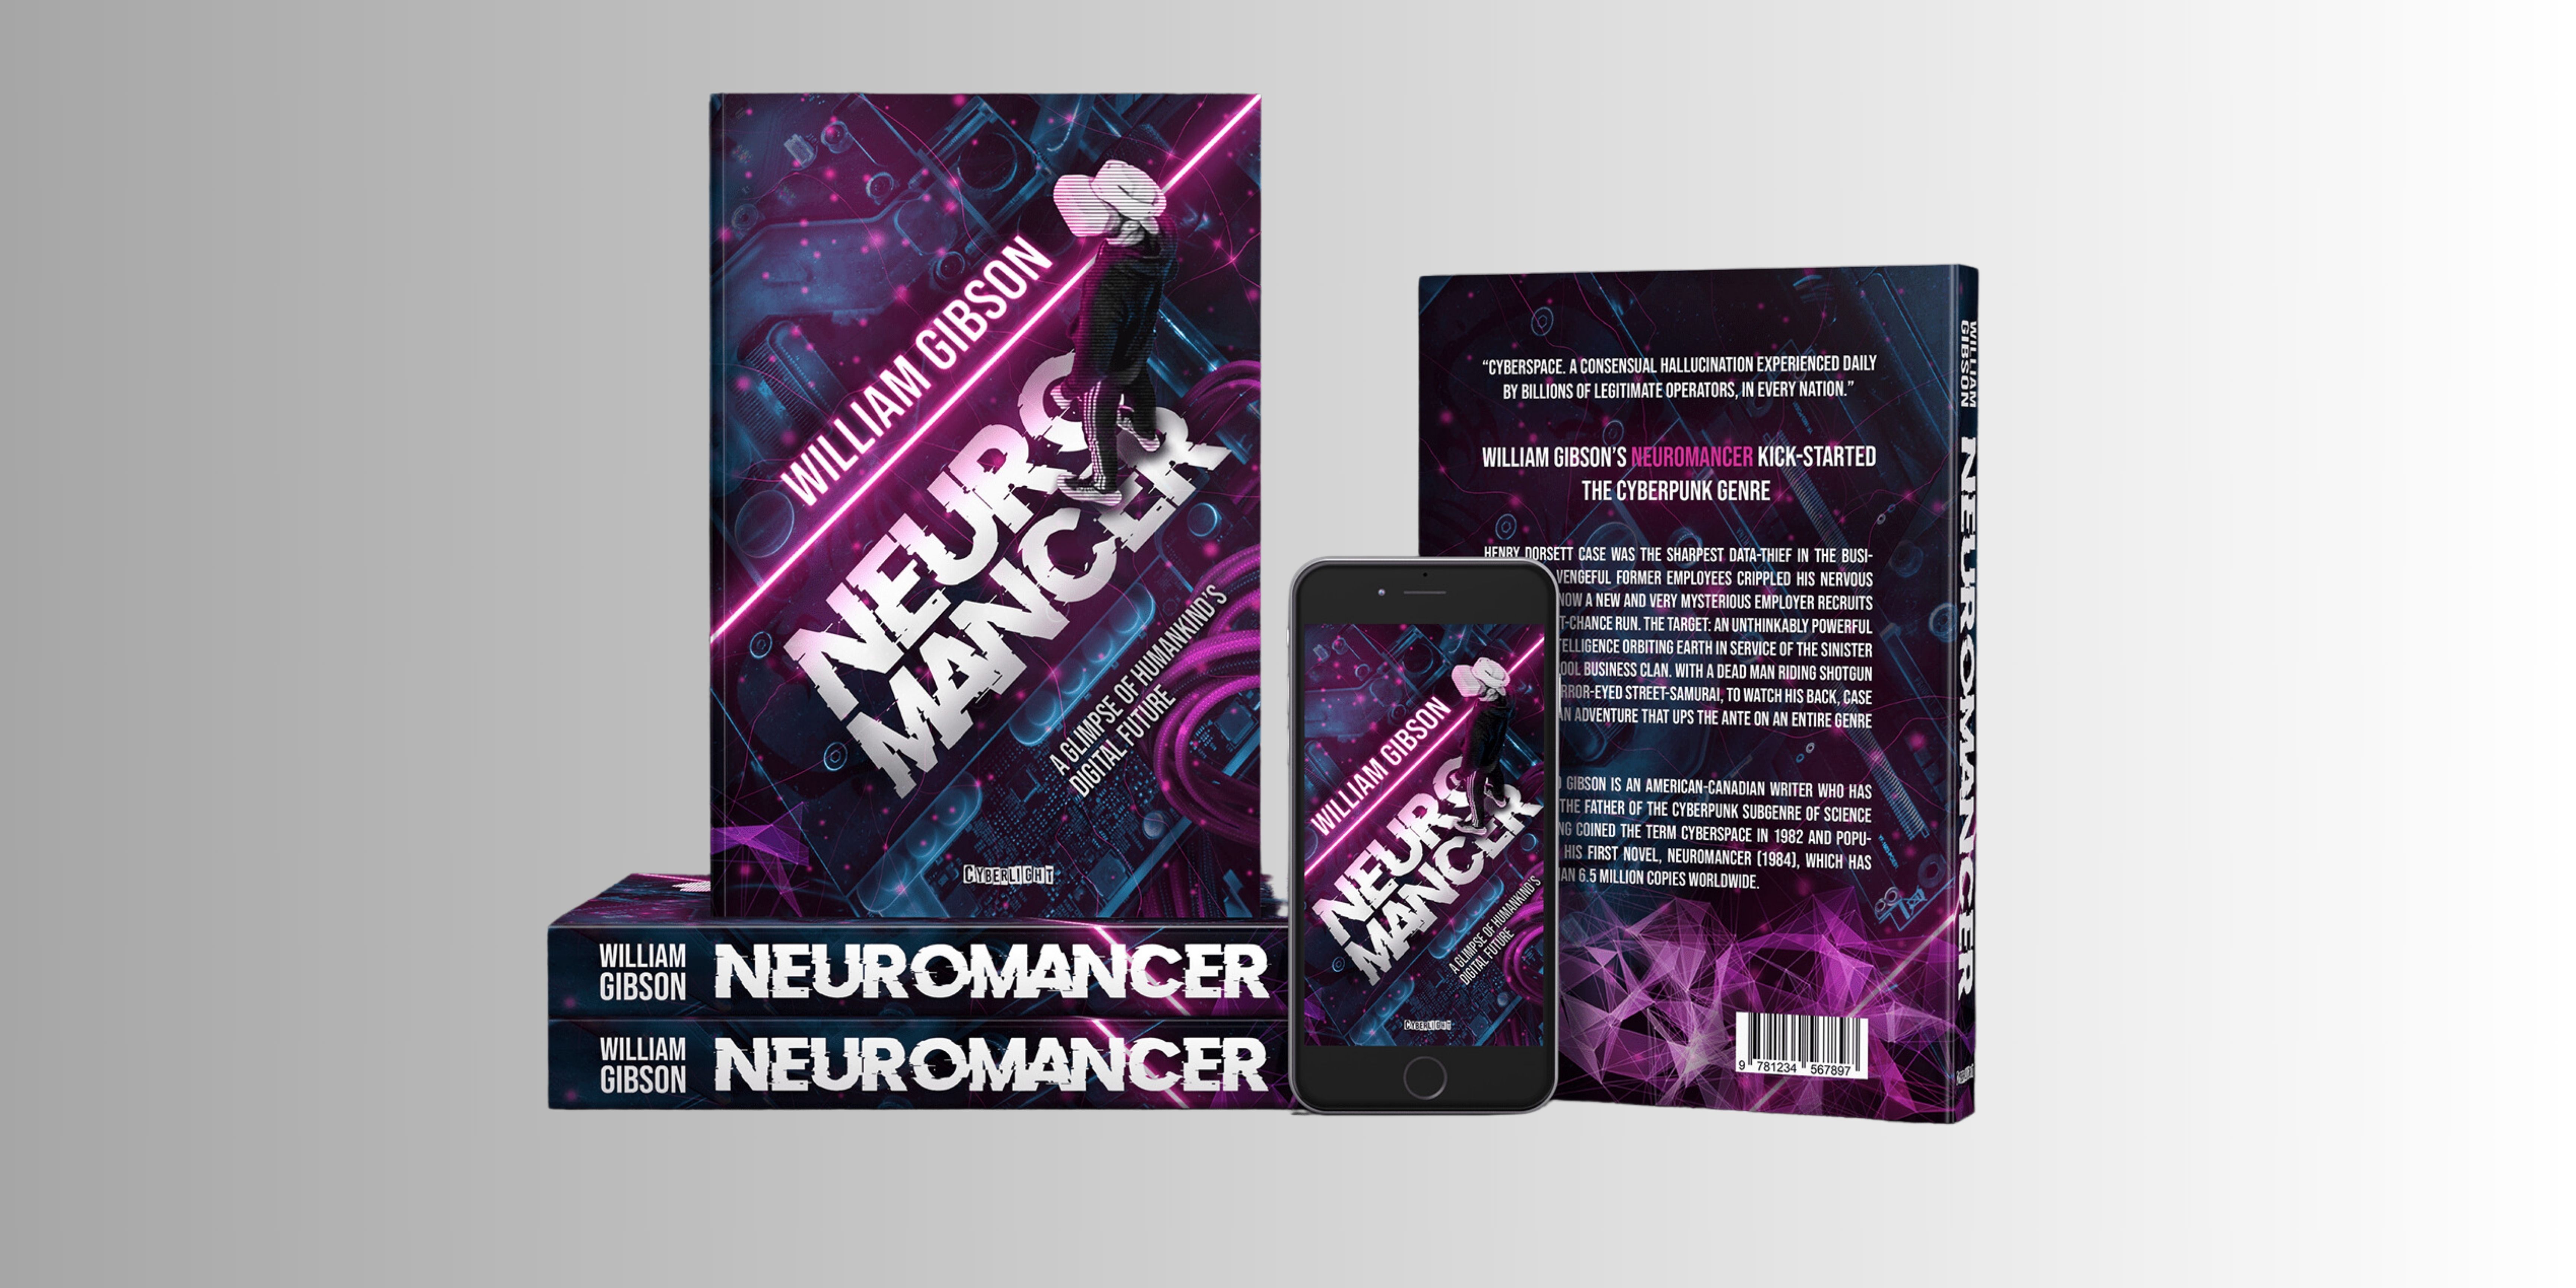 WILLIAM GIBSON
NEURO
MANCER
A GLIMPSE OF HUMANKIND'S
DIGITAL FUTURE
CYBERLIGHT
WILLIAM
GIBSON
NEUROMANCER
WILLIAM
GIBSON
NEUROMANCER
WILLIAM GIBSON
NEURO
MANCER
A GLIMPSE OF HUMANKIND'S
DIGITAL FUTURE
CYBERLIGHT
“CYBERSPACE. A CONSENSUAL HALLUCINATION EXPERIENCED DAILY
BY BILLIONS OF LEGITIMATE OPERATORS, IN EVERY NATION.”
WILLIAM GIBSON'S NEUROMANCER KICK-STARTED
THE CYBERPUNK GENRE
HENRY DORSETT CASE WAS THE SHARPEST DATA-THIEF IN THE BUSI-
VENGEFUL FORMER EMPLOYEES CRIPPLED HIS NERVOUS
NOW A NEW AND VERY MYSTERIOUS EMPLOYER RECRUITS
T-CHANCE RUN. THE TARGET: AN UNTHINKABLY POWERFUL
TELLIGENCE ORBITING EARTH IN SERVICE OF THE SINISTER
OOL BUSINESS CLAN. WITH A DEAD MAN RIDING SHOTGUN
RROR-EYED STREET-SAMURAI, TO WATCH HIS BACK, CASE
AN ADVENTURE THAT UPS THE ANTE ON AN ENTIRE GENRE
GIBSON IS AN AMERICAN-CANADIAN WRITER WHO HAS
THE FATHER OF THE CYBERPUNK SUBGENRE OF SCIENCE
NG COINED THE TERM CYBERSPACE IN 1982 AND POPU-
HIS FIRST NOVEL, NEUROMANCER (1984), WHICH HAS
AN 6.5 MILLION COPIES WORLDWIDE.
9 781234 567897
WILLIAM
GIBSON
NEUROMANCER